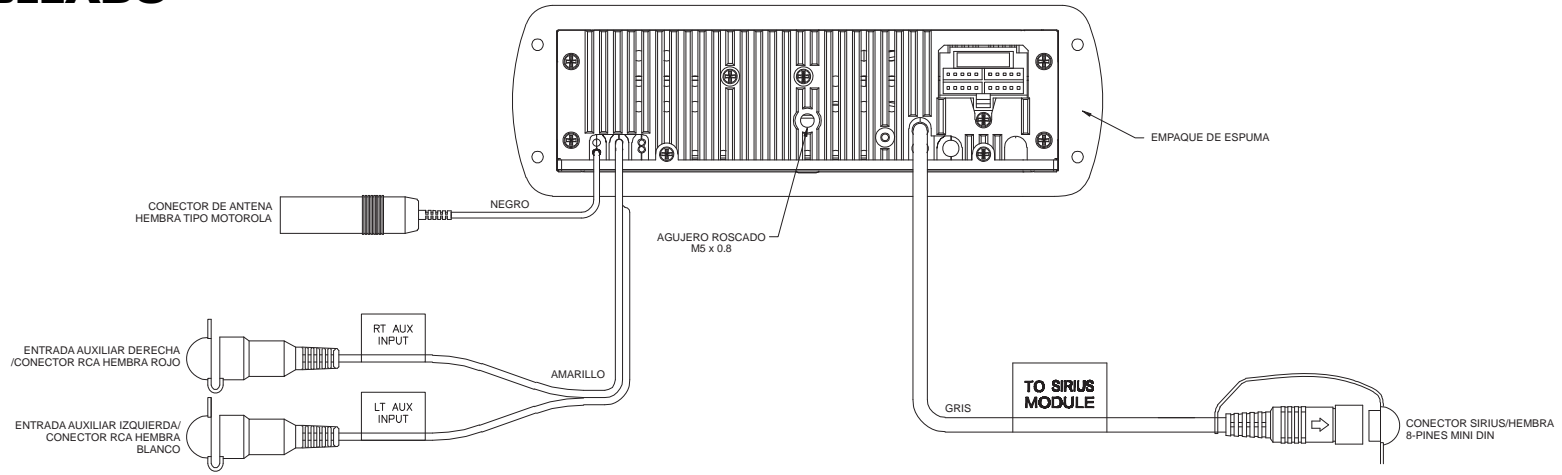 EMPAQUE DE ESPUMA
CONECTOR DE ANTENA
HEMBRA TIPO MOTOROLA
NEGRO
AGUJERO ROSCADO
M5 x 0.8
RT AUX
INPUT
ENTRADA AUXILIAR DERECHA
/CONECTOR RCA HEMBRA ROJO
AMARILLO
LT AUX
INPUT
ENTRADA AUXILIAR IZQUIERDA/
CONECTOR RCA HEMBRA
BLANCO
GRIS
TO SIRIUS
MODULE
CONECTOR SIRIUS/HEMBRA
8-PINES MINI DIN